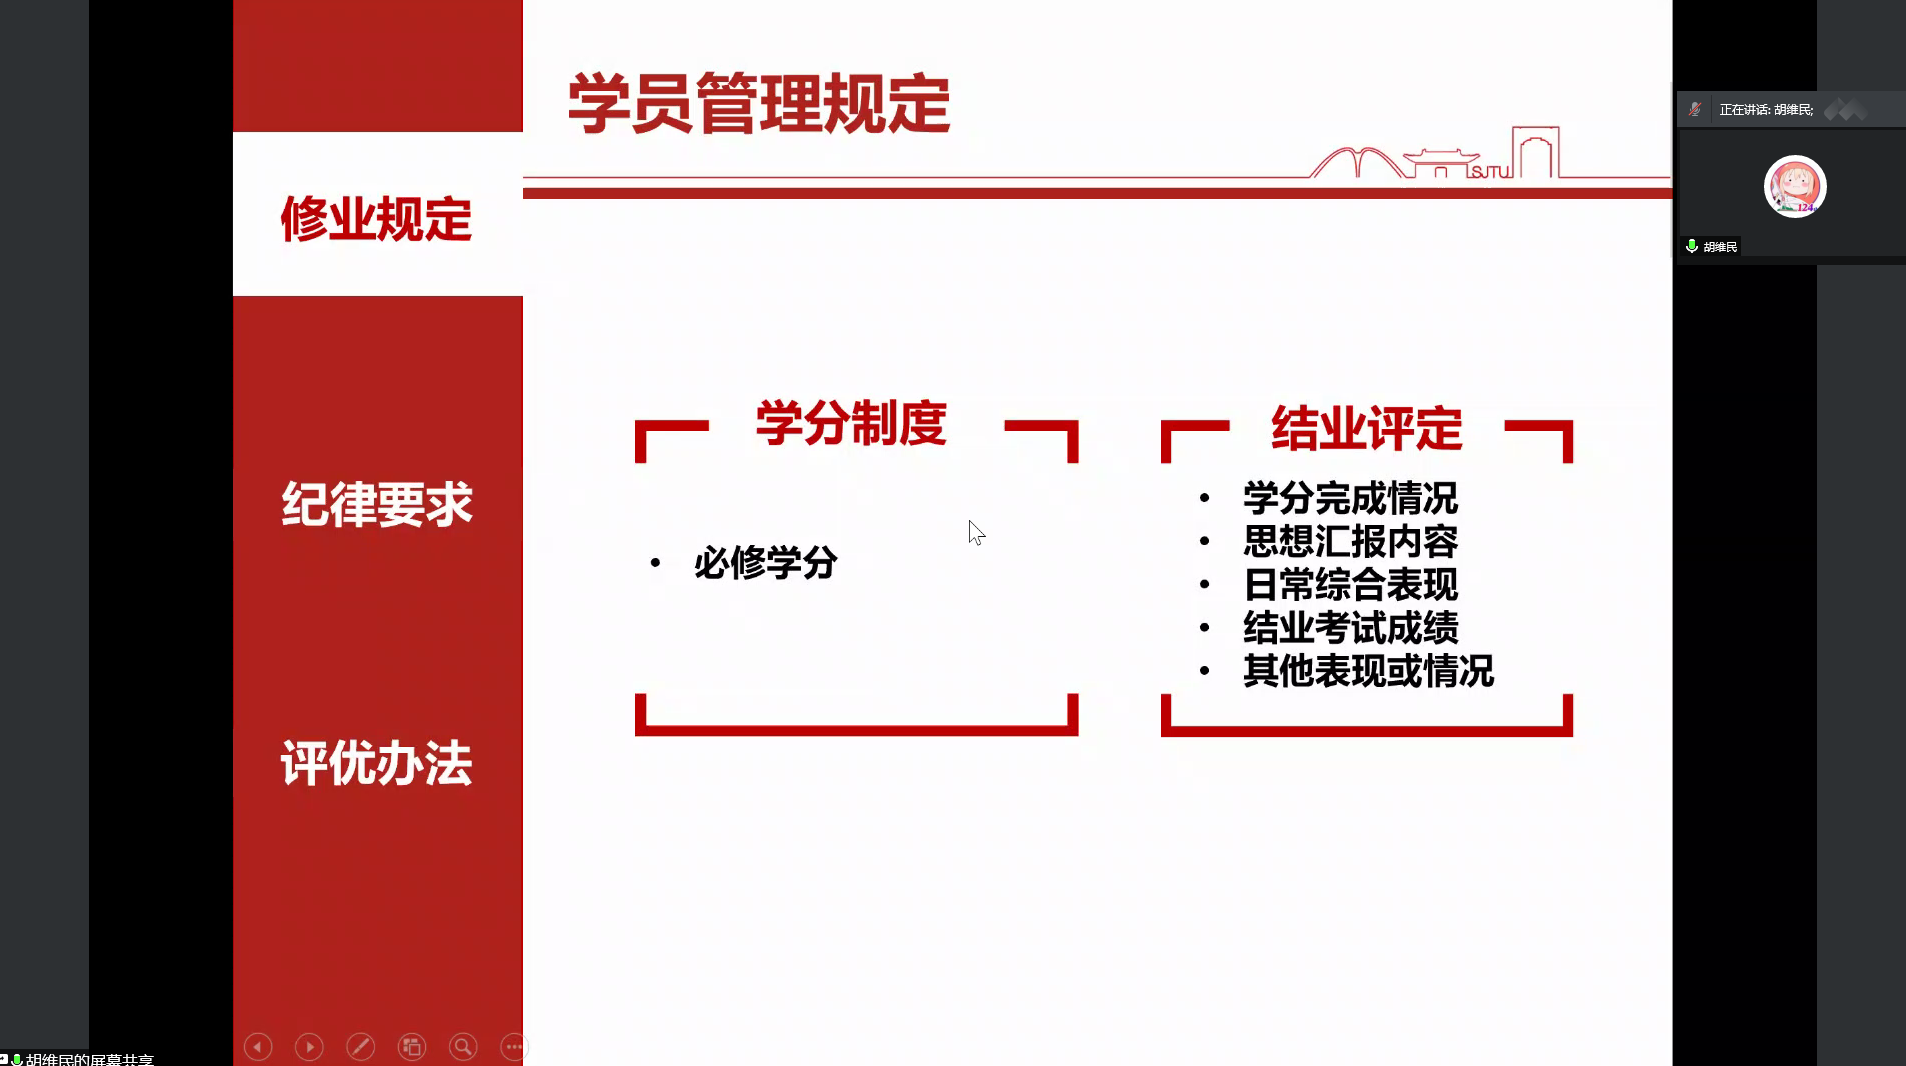 学员管理规定
SJTU
修业规定
纪律要求
评优办法
学分制度
• 必修学分
结业评定
• 学分完成情况
• 思想汇报内容
• 日常综合表现
• 结业考试成绩
• 其他表现或情况
正在讲话: 胡维民;
124
胡维民
胡维民的屏幕共享